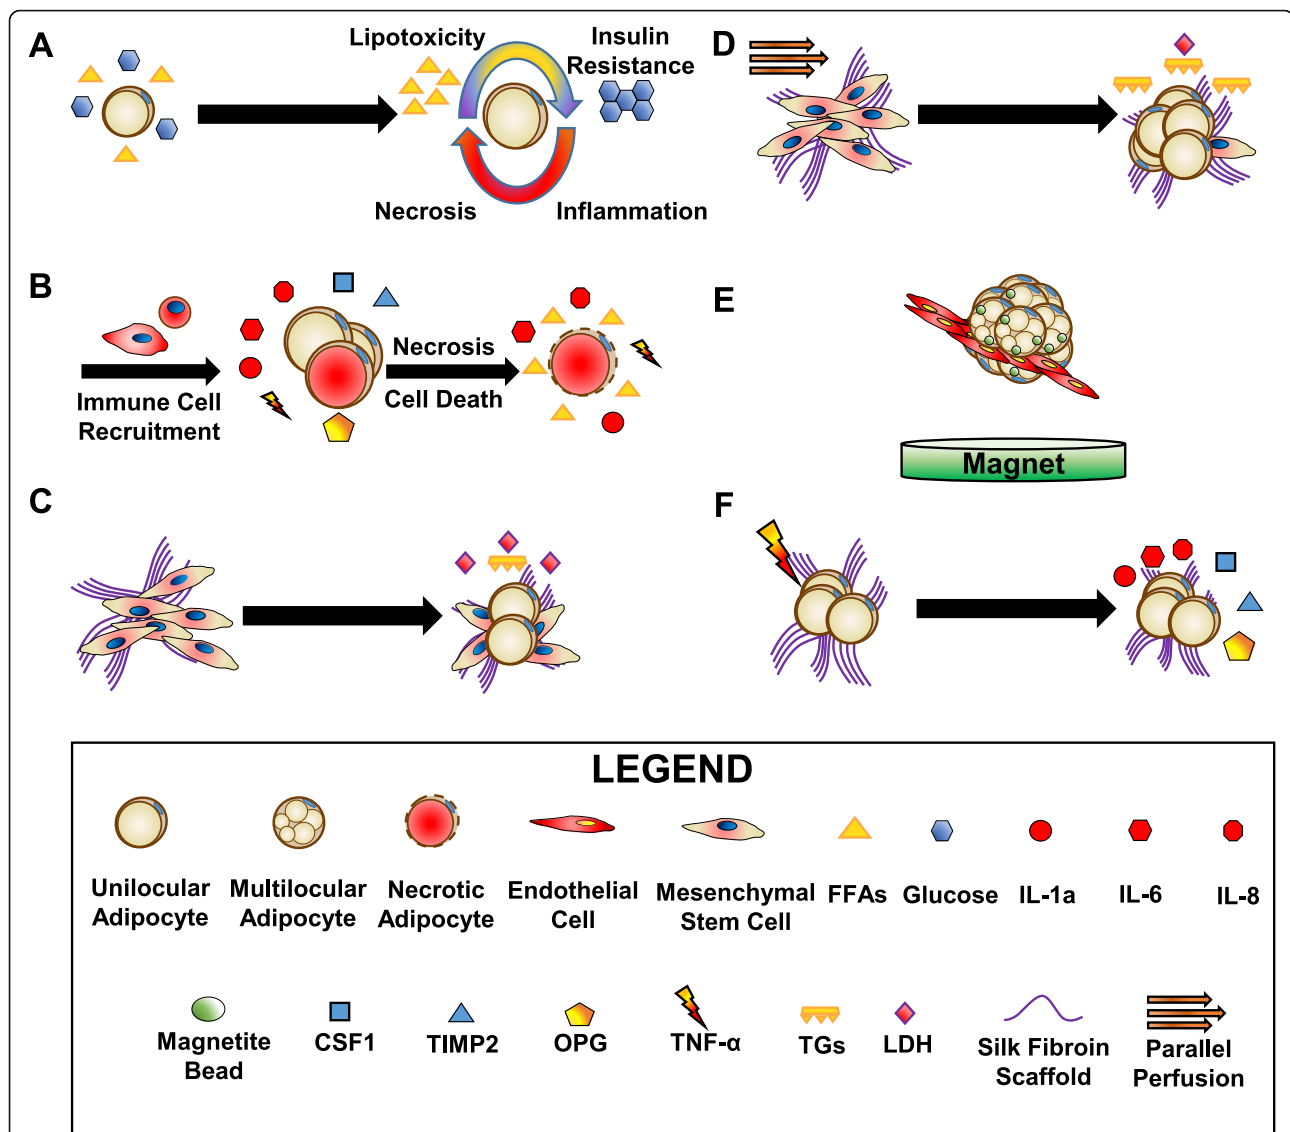 A
Lipotoxicity
Insulin
Resistance
Necrosis
Inflammation
B
Immune Cell
Recruitment
Necrosis
Cell Death
C
D
E
Magnet
F
LEGEND
Unilocular
Adipocyte
Multilocular
Adipocyte
Necrotic
Adipocyte
Endothelial
Cell
Mesenchymal
Stem Cell
FFAs
Glucose
IL-1a
IL-6
IL-8
Magnetite
Bead
CSF1
TIMP2
OPG
TNF-α
TGs
LDH
Silk Fibroin
Scaffold
Parallel
Perfusion